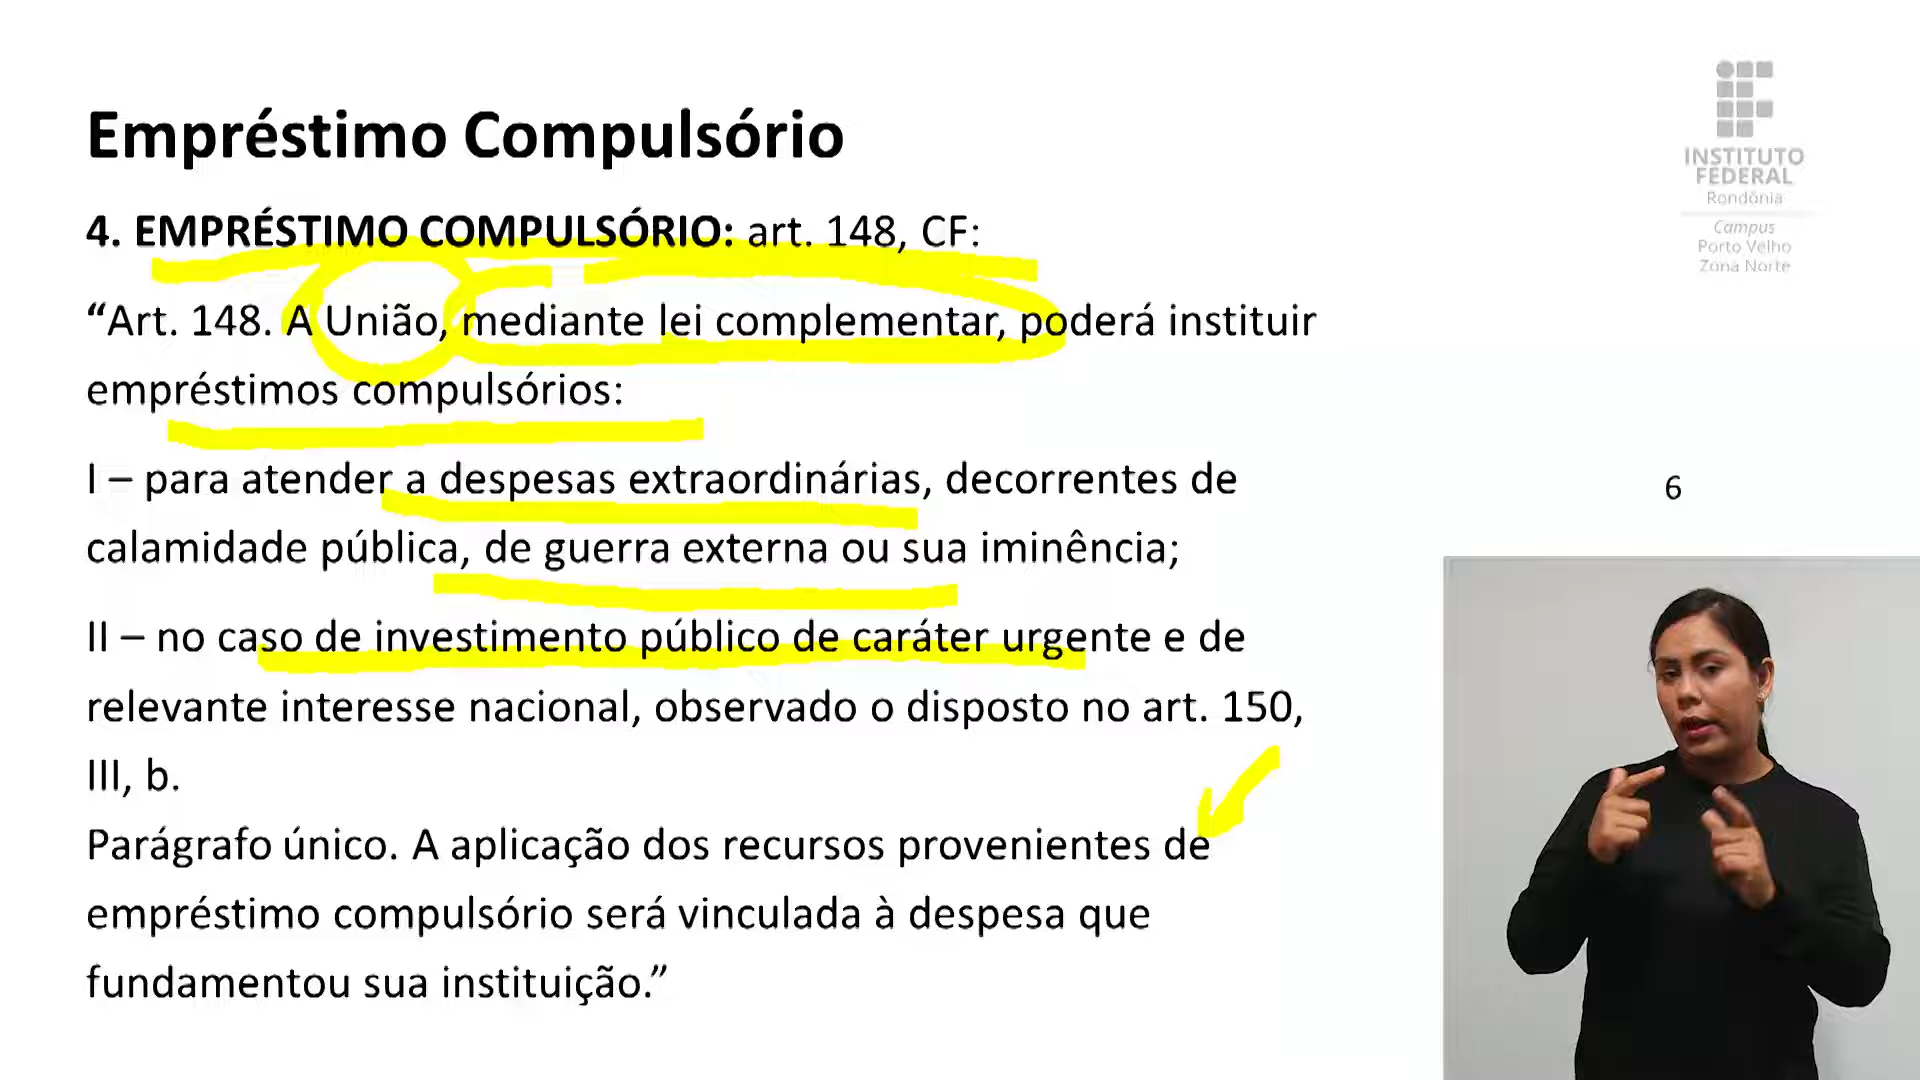 Empréstimo Compulsório
4. EMPRÉSTIMO COMPULSÓRIO: art. 148, CF:
“Art. 148. A União, mediante lei complementar, poderá instituir
empréstimos compulsórios:
I – para atender a despesas extraordinárias, decorrentes de
calamidade pública, de guerra externa ou sua iminência;
II – no caso de investimento público de caráter urgente e de
relevante interesse nacional, observado o disposto no art. 150,
III, b.
Parágrafo único. A aplicação dos recursos provenientes de
empréstimo compulsório será vinculada à despesa que
fundamentou sua instituição.”
INSTITUTO
FEDERAL
Rondônia
Campus
Porto Velho
Zona Norte
6